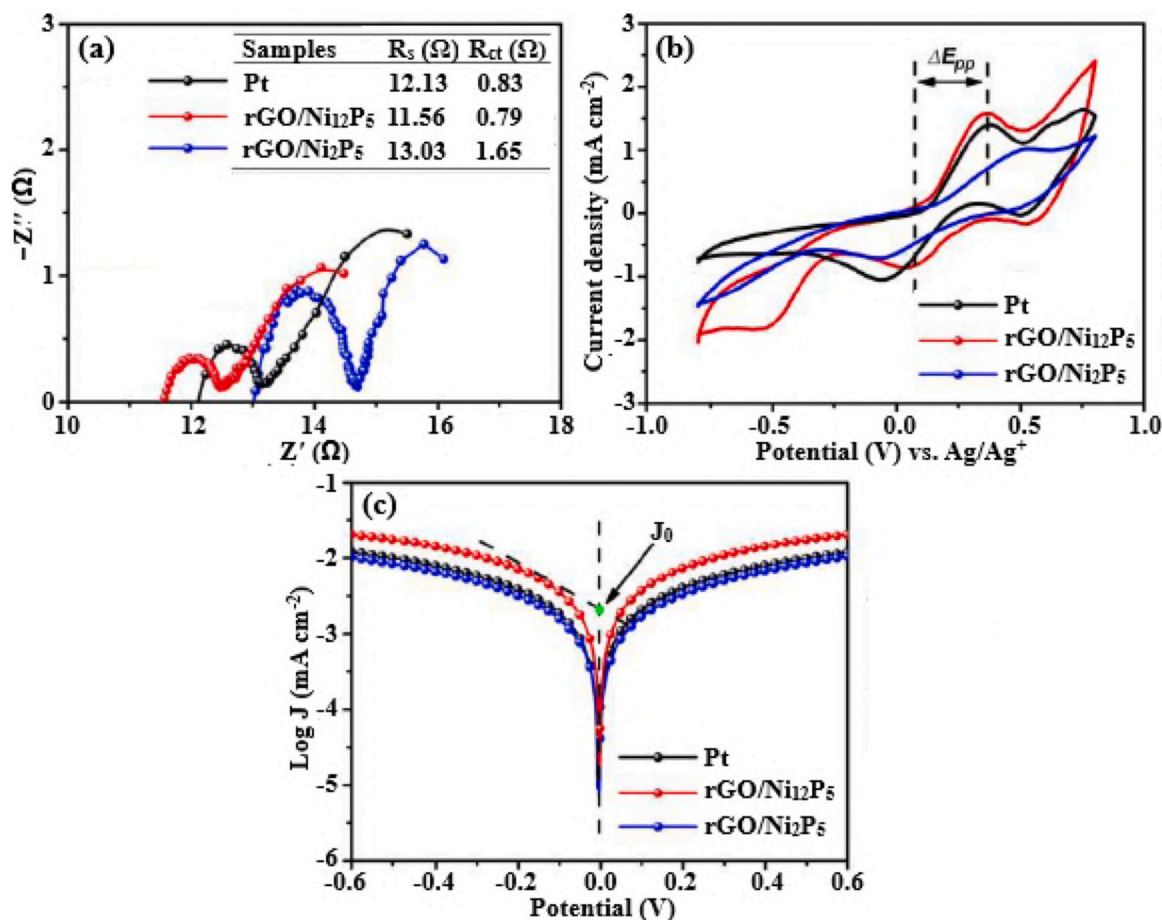 (a)
Samples Rs (Ω) Rct (Ω)
Pt 12.13 0.83
rGO/Ni12P5 11.56 0.79
rGO/Ni2P5 13.03 1.65
3
2
1
0
−Z″ (Ω)
10 12 14 16 18
Z′ (Ω)
(b)
ΔEpp
3
2
1
0
-1
-2
-3
Current density (mA cm-2)
Pt
rGO/Ni12P5
rGO/Ni2P5
-1.0 -0.5 0.0 0.5 1.0
Potential (V) vs. Ag/Ag+
(c)
J0
-1
-2
-3
-4
-5
-6
Log J (mA cm-2)
Pt
rGO/Ni12P5
rGO/Ni2P5
-0.6 -0.4 -0.2 0.0 0.2 0.4 0.6
Potential (V)